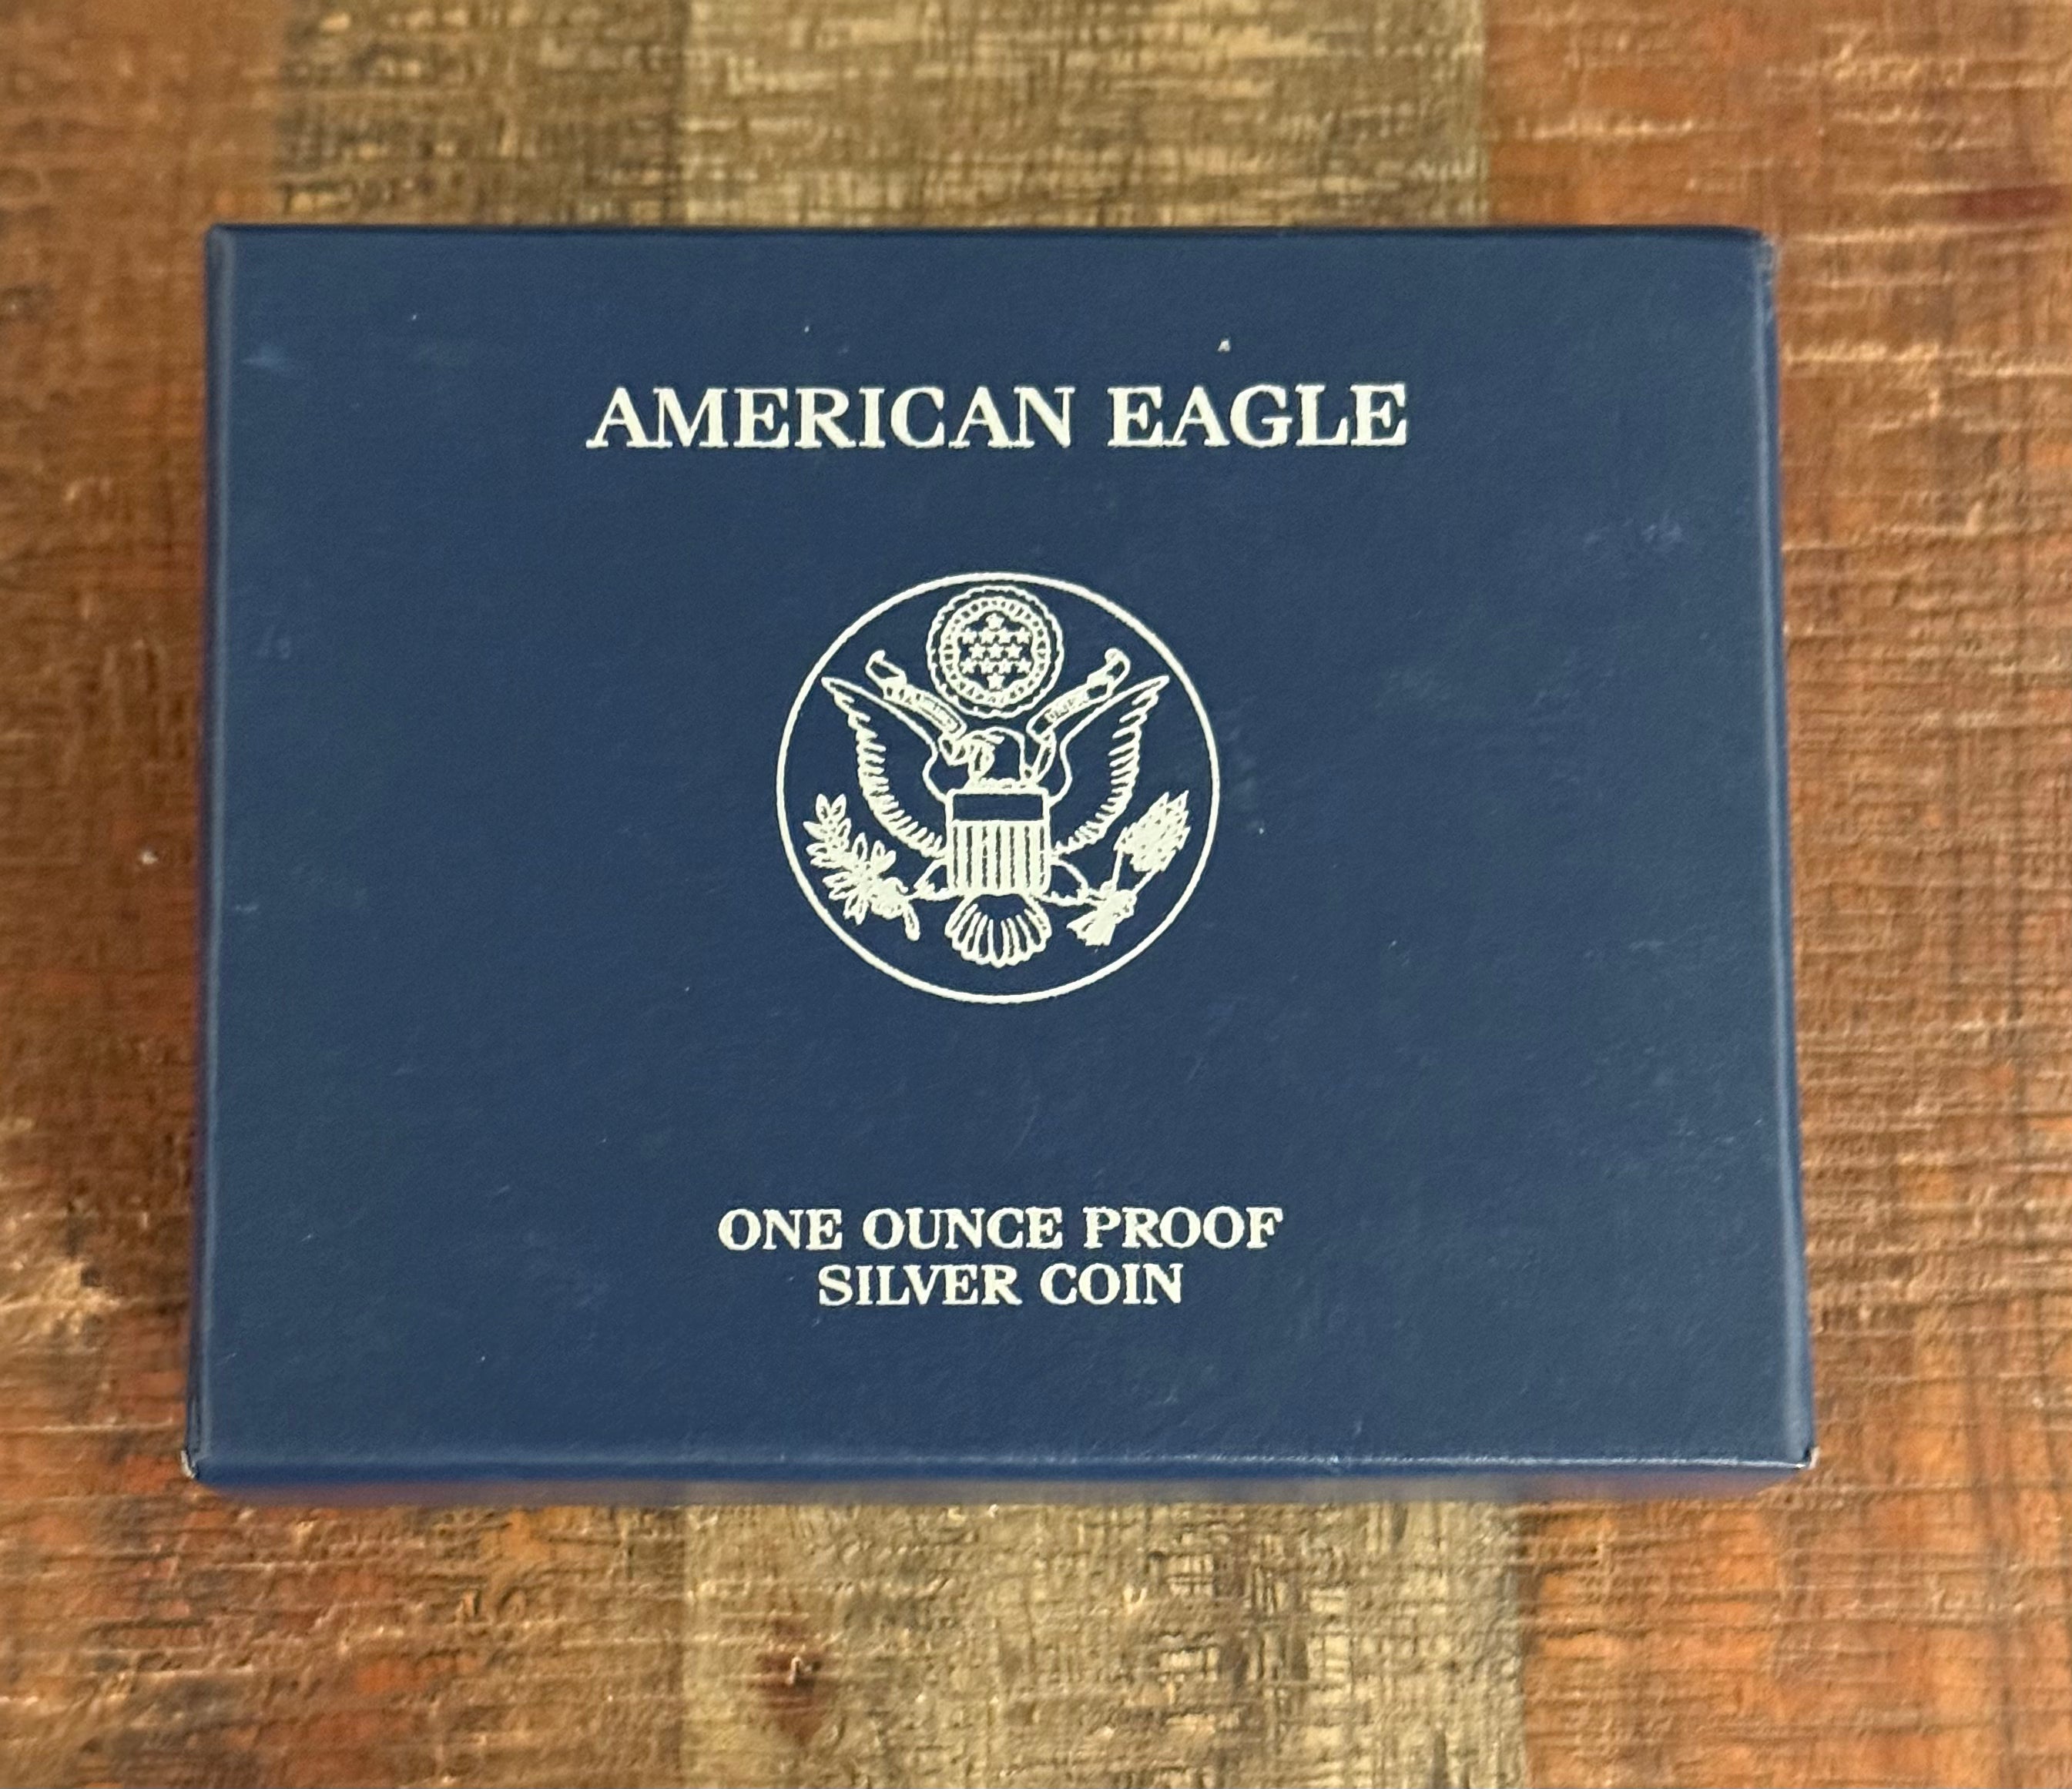 AMERICAN EAGLE
ONE OUNCE PROOF
SILVER COIN